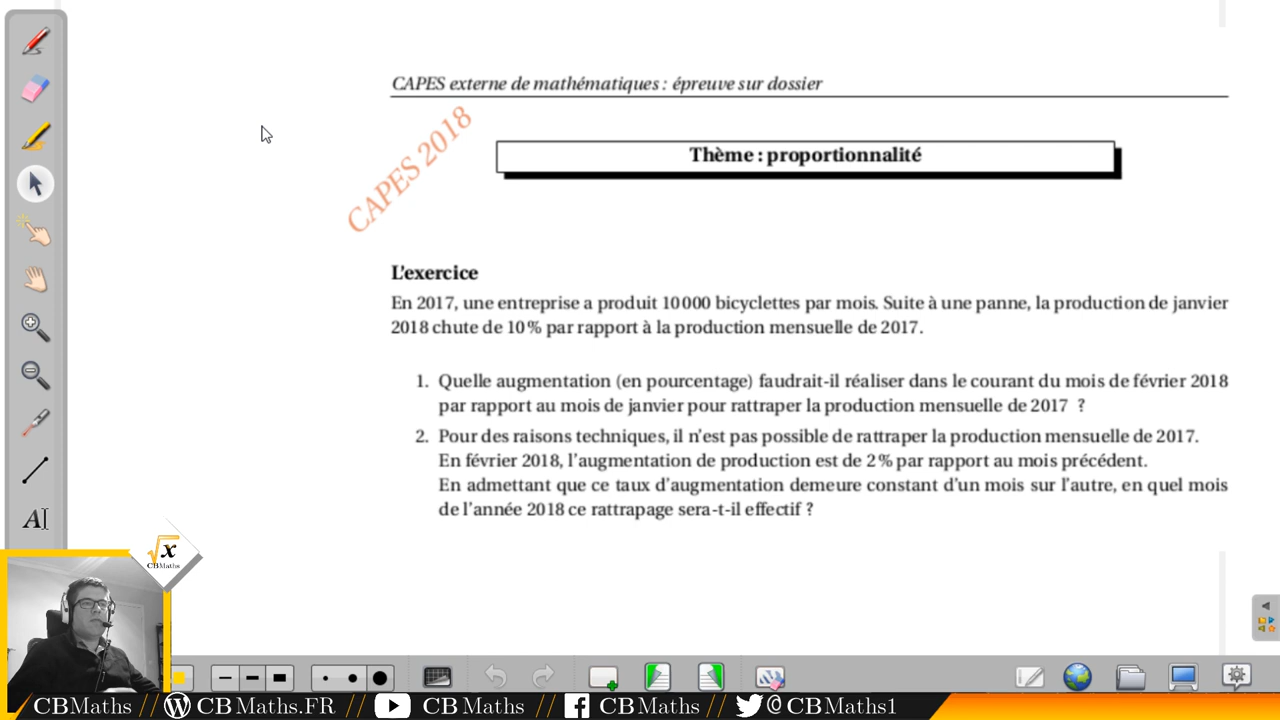 CAPES externe de mathématiques : épreuve sur dossier
CAPES 2018
Thème : proportionnalité
L'exercice
En 2017, une entreprise a produit 10 000 bicyclettes par mois. Suite à une panne, la production de janvier
2018 chute de 10 % par rapport à la production mensuelle de 2017.
1. Quelle augmentation (en pourcentage) faudrait-il réaliser dans le courant du mois de février 2018
par rapport au mois de janvier pour rattraper la production mensuelle de 2017 ?
2. Pour des raisons techniques, il n'est pas possible de rattraper la production mensuelle de 2017.
En février 2018, l'augmentation de production est de 2 % par rapport au mois précédent.
En admettant que ce taux d'augmentation demeure constant d'un mois sur l'autre, en quel mois
de l'année 2018 ce rattrapage sera-t-il effectif ?
AI
√x
CBMaths
CBMaths // CBMaths.FR // CB Maths // CB Maths // @CBMaths1